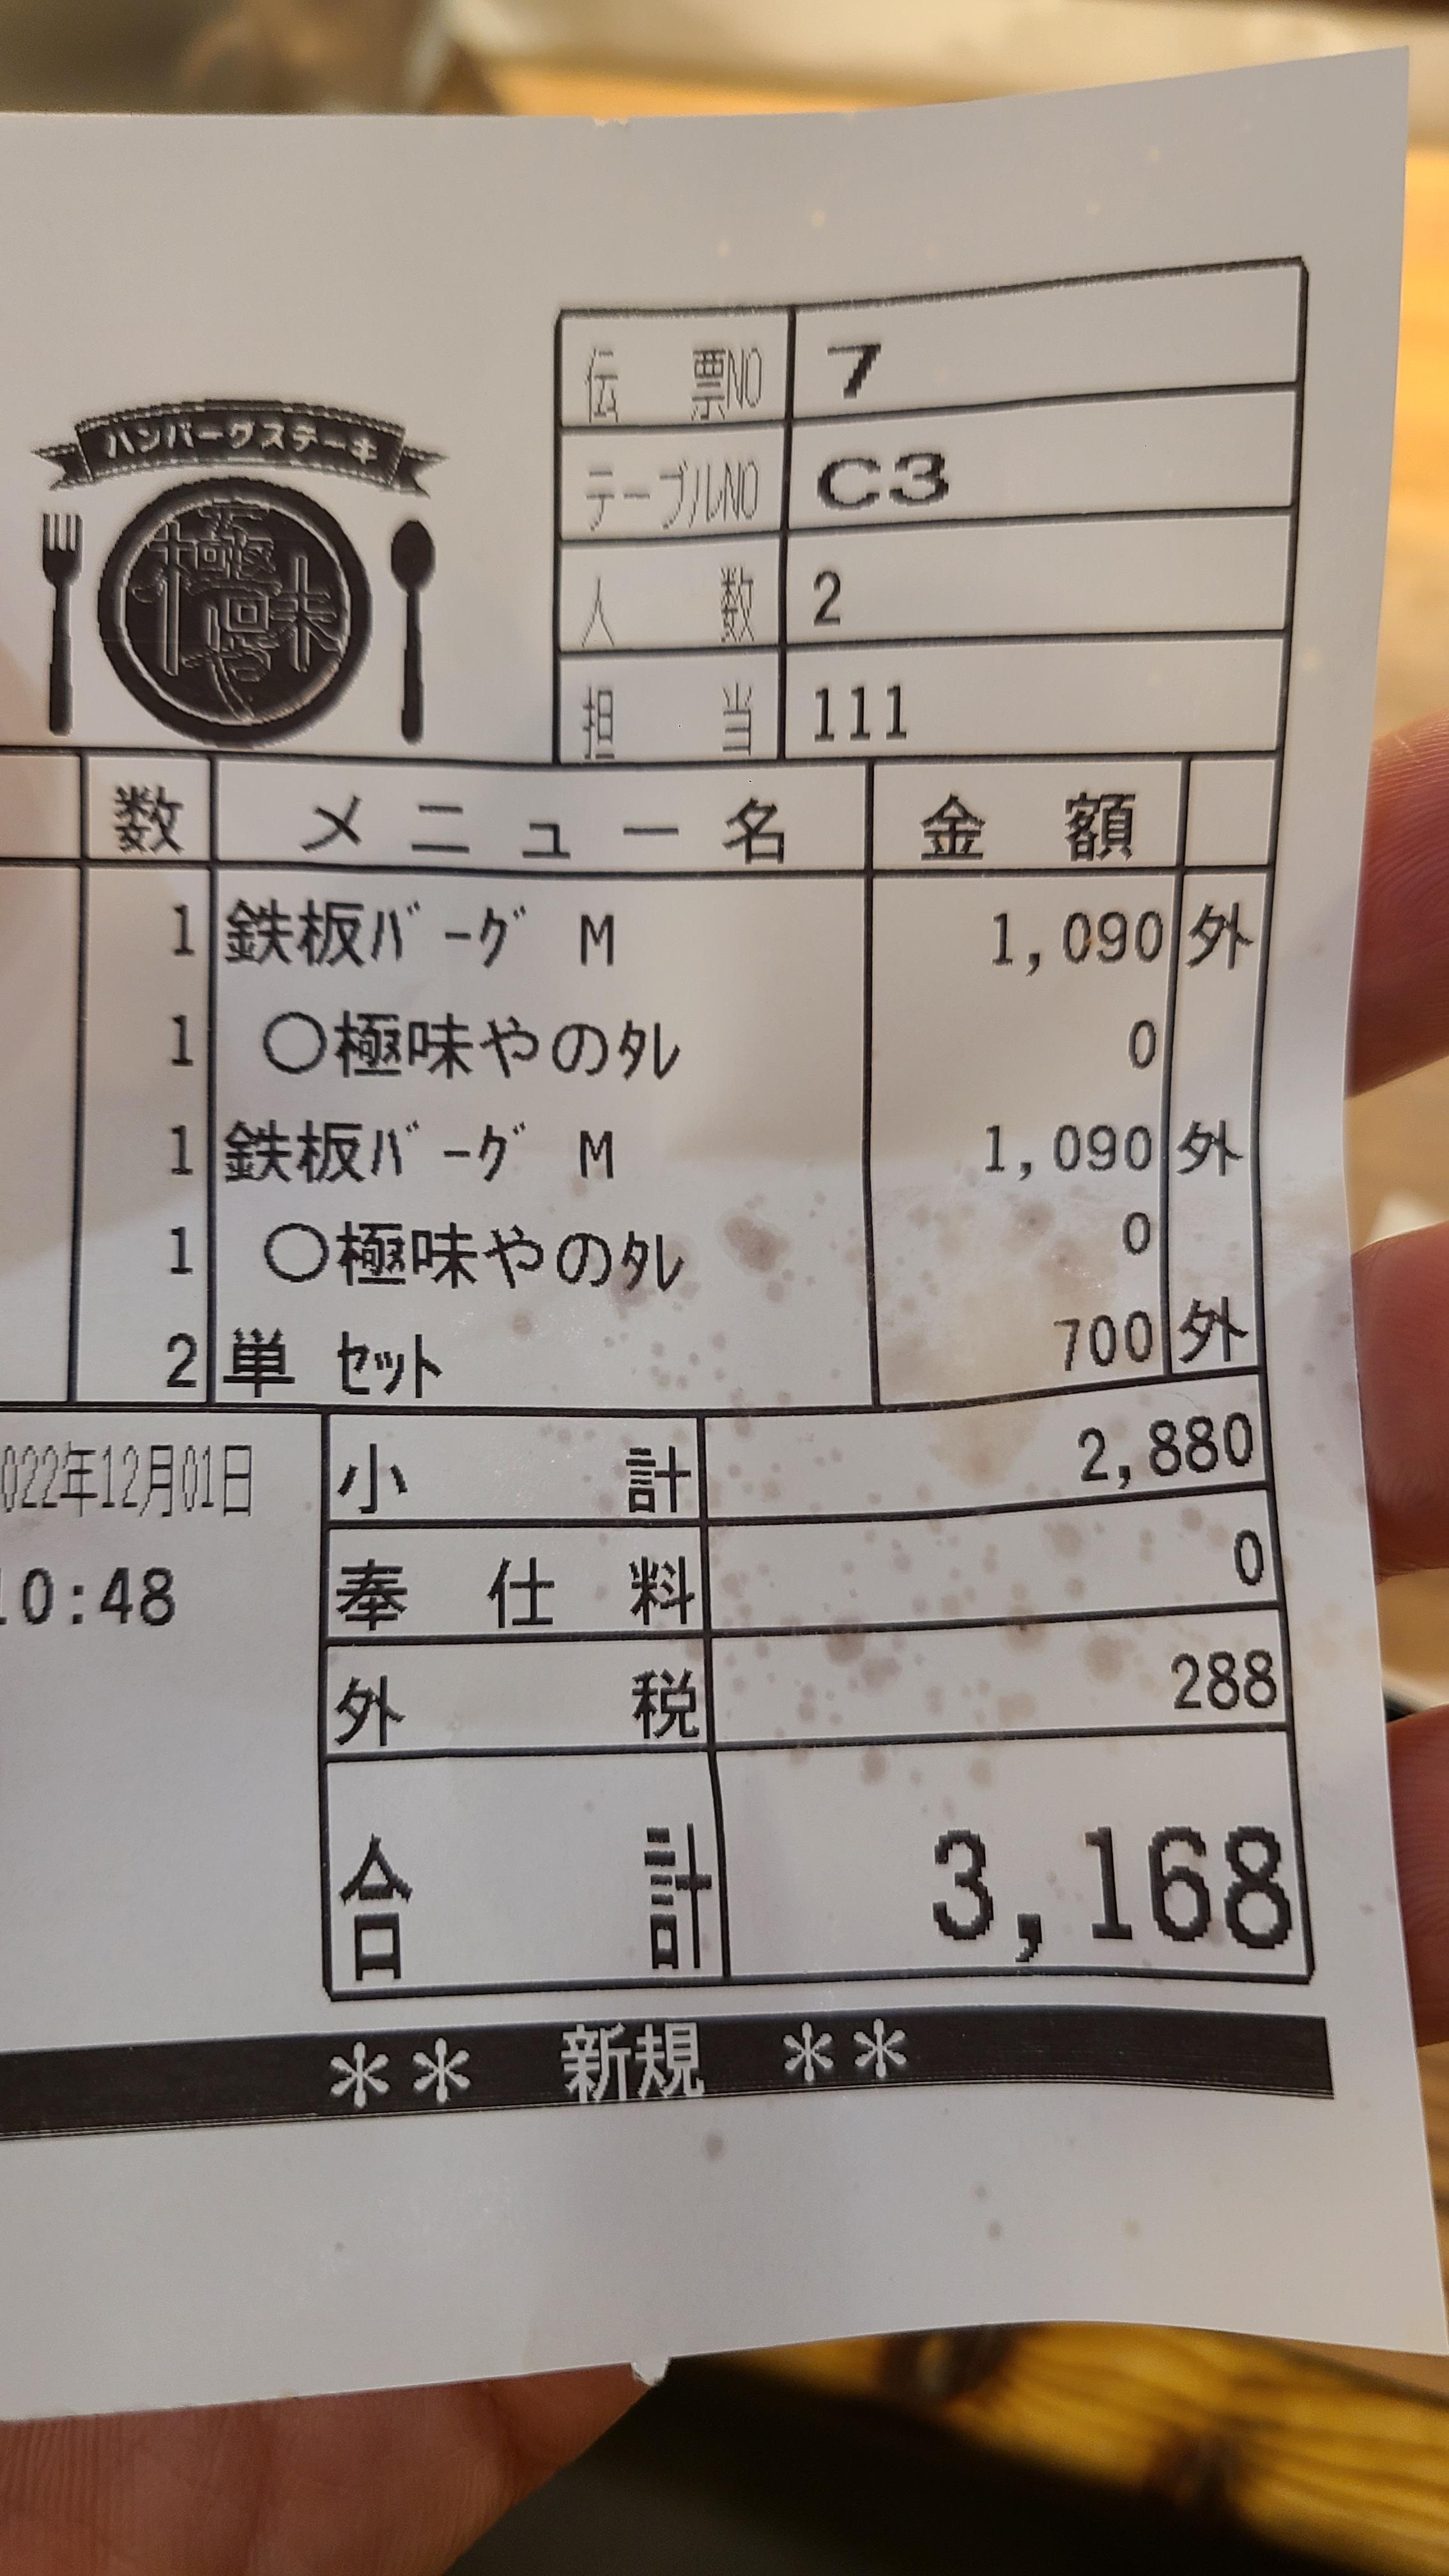 伝票NO 7
ハンバーグステーキ
極味や
テーブルNO C3
人数 2
担当 111
数 メニュー名 金額
1 鉄板ﾊﾞｰｸﾞ M 1,090 外
1 ○極味やのﾀﾚ 0
1 鉄板ﾊﾞｰｸﾞ M 1,090 外
1 ○極味やのﾀﾚ 0
2 単 ｾｯﾄ 700 外
022年12月01日 小計 2,880
10:48 奉仕料 0
外税 288
合計 3,168
** 新規 **